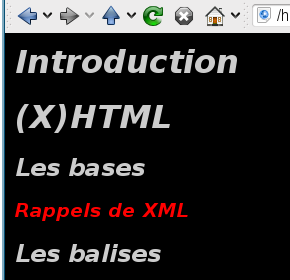 /h
Introduction
(X)HTML
Les bases
Rappels de XML
Les balises